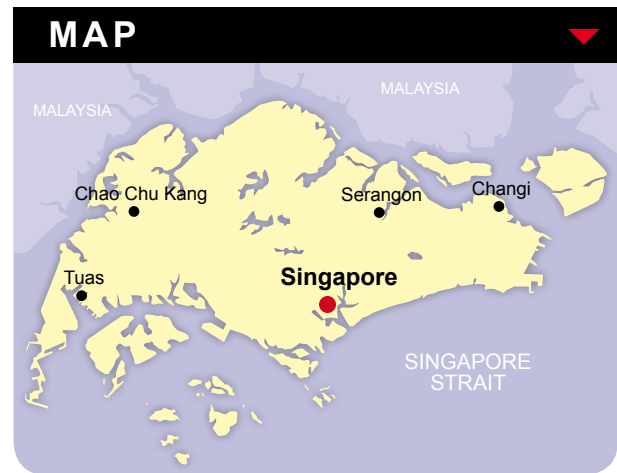 MAP
MALAYSIA
MALAYSIA
Chao Chu Kang
Serangon
Changi
Tuas
Singapore
SINGAPORE
STRAIT